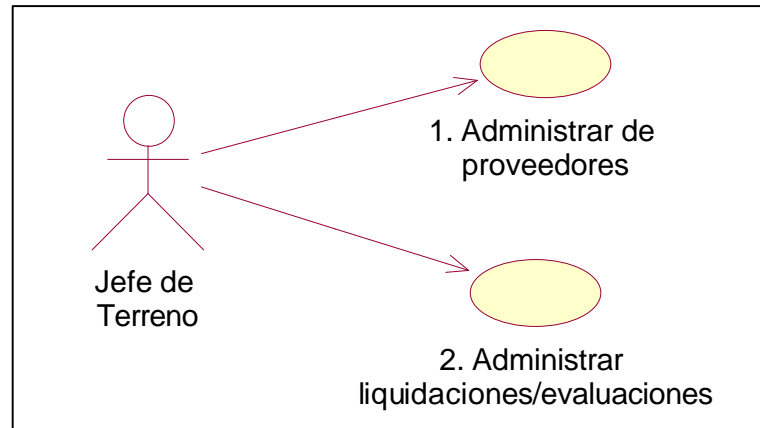 1. Administrar de
proveedores
Jefe de
Terreno
2. Administrar
liquidaciones/evaluaciones